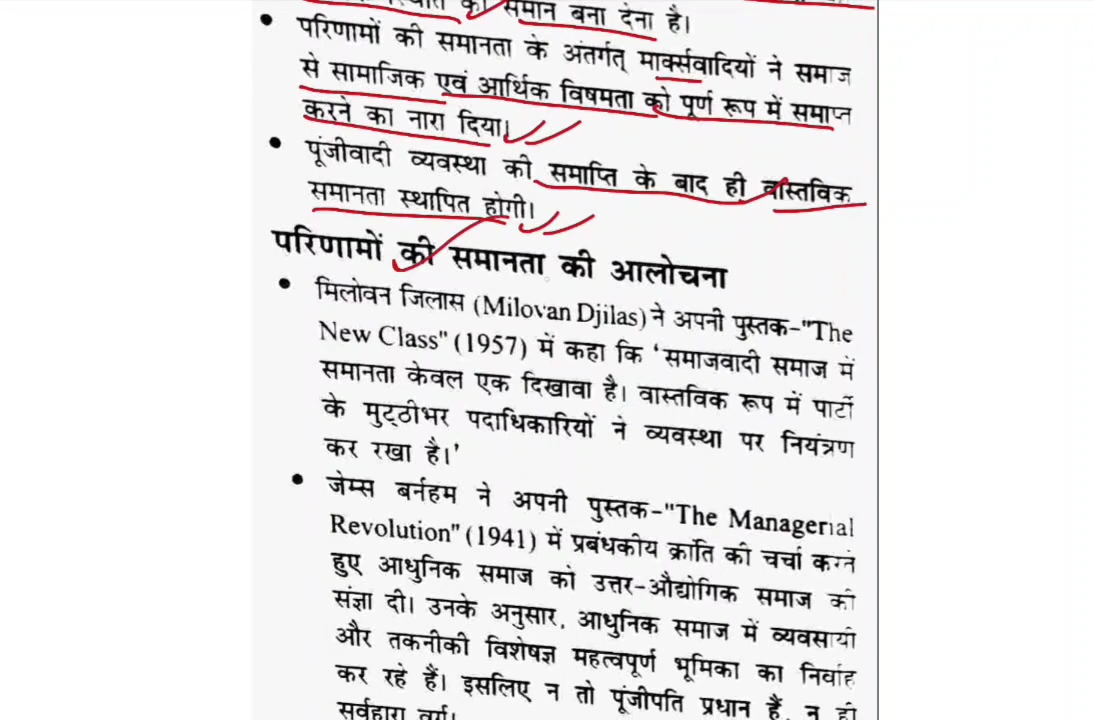 की समान बना देना है।
• परिणामों की समानता के अंतर्गत् मार्क्सवादियों ने समाज
से सामाजिक एवं आर्थिक विषमता को पूर्ण रूप में समाप्त
करने का नारा दिया।
• पूंजीवादी व्यवस्था की समाप्ति के बाद ही वास्तविक
समानता स्थापित होगी।
परिणामों की समानता की आलोचना
• मिलोवन जिलास (Milovan Djilas) ने अपनी पुस्तक-"The
New Class" (1957) में कहा कि 'समाजवादी समाज में
समानता केवल एक दिखावा है। वास्तविक रूप में पार्टी
के मुट्ठीभर पदाधिकारियों ने व्यवस्था पर नियंत्रण
कर रखा है।'
• जेम्स बर्नहम ने अपनी पुस्तक-"The Managerial
Revolution" (1941) में प्रबंधकीय क्रांति की चर्चा करते
हुए आधुनिक समाज को उत्तर-औद्योगिक समाज की
संज्ञा दी। उनके अनुसार, आधुनिक समाज में व्यवसायी
और तकनीकी विशेषज्ञ महत्वपूर्ण भूमिका का निर्वाह
कर रहे हैं। इसलिए न तो पूंजीपति प्रधान हैं, न ही
सर्वहारा वर्ग।